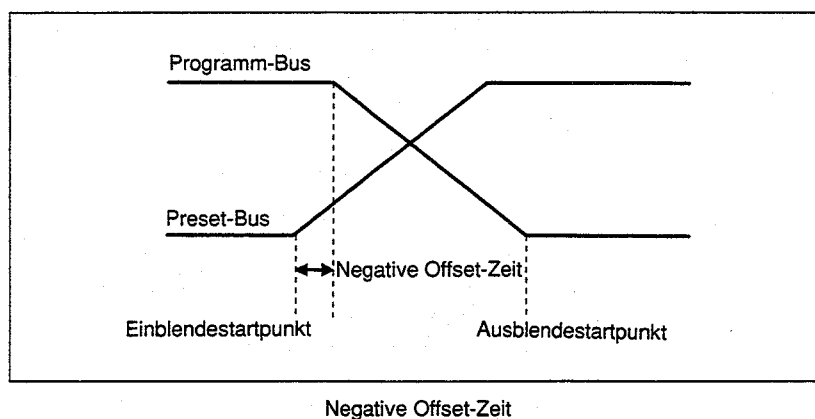 Programm-Bus
Preset-Bus
Negative Offset-Zeit
Einblendestartpunkt
Ausblendestartpunkt
Negative Offset-Zeit